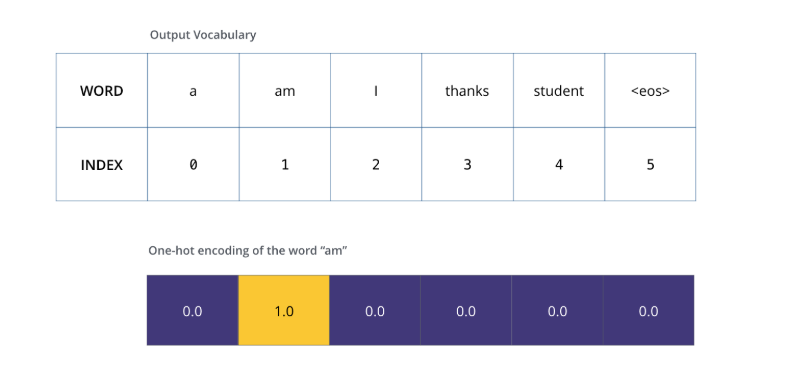 Output Vocabulary
WORD a am I thanks student <eos>
INDEX 0 1 2 3 4 5
One-hot encoding of the word “am”
0.0 1.0 0.0 0.0 0.0 0.0